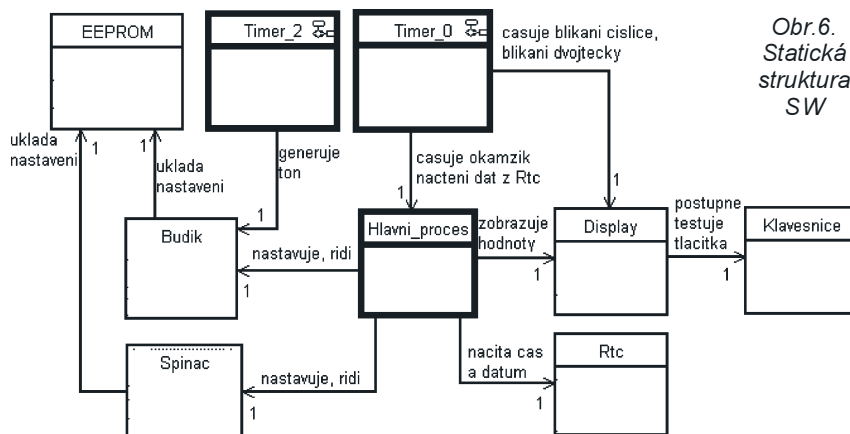 EEPROM
Timer_2
Timer_0
casuje blikani cislice,
blikani dvojtecky
Obr.6.
Statická
struktura
SW
uklada
nastaveni
1
1
uklada
nastaveni
generuje
ton
1
casuje okamzik
nacteni dat z Rtc
1
1
Budik
nastavuje, ridi
1
Hlavni_proces
zobrazuje
hodnoty
1
Display
postupne
testuje
tlacitka
1
Klavesnice
Spinac
nastavuje, ridi
1
nacita cas
a datum
1
Rtc